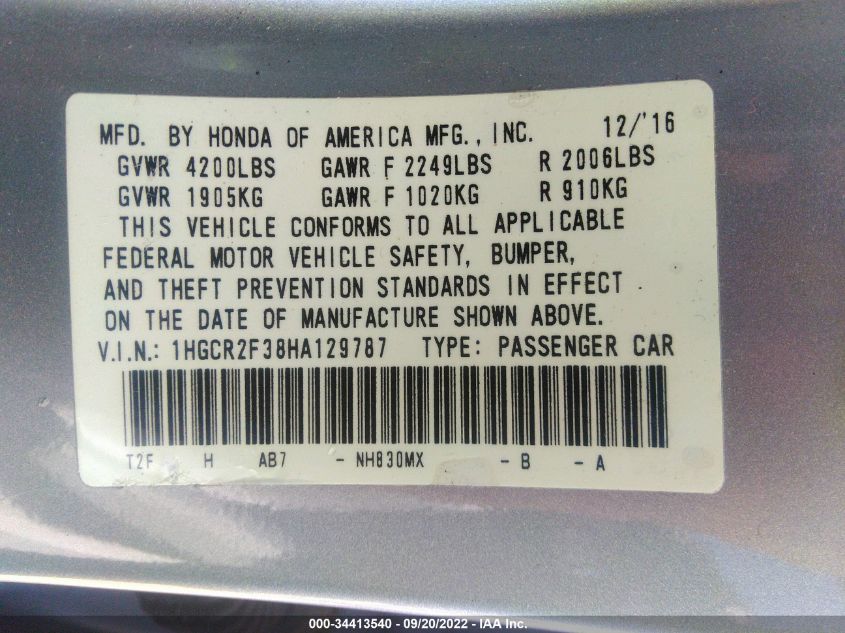 MFD. BY HONDA OF AMERICA MFG., INC. 12/'16
GVWR 4200LBS GAWR F 2249LBS R 2006LBS
GVWR 1905KG GAWR F 1020KG R 910KG
THIS VEHICLE CONFORMS TO ALL APPLICABLE
FEDERAL MOTOR VEHICLE SAFETY, BUMPER,
AND THEFT PREVENTION STANDARDS IN EFFECT
ON THE DATE OF MANUFACTURE SHOWN ABOVE.
V.I.N.: 1HGCR2F38HA129787 TYPE: PASSENGER CAR
T2F H AB7 - NH830MX - B - A
000-34413540 - 09/20/2022 - IAA Inc.